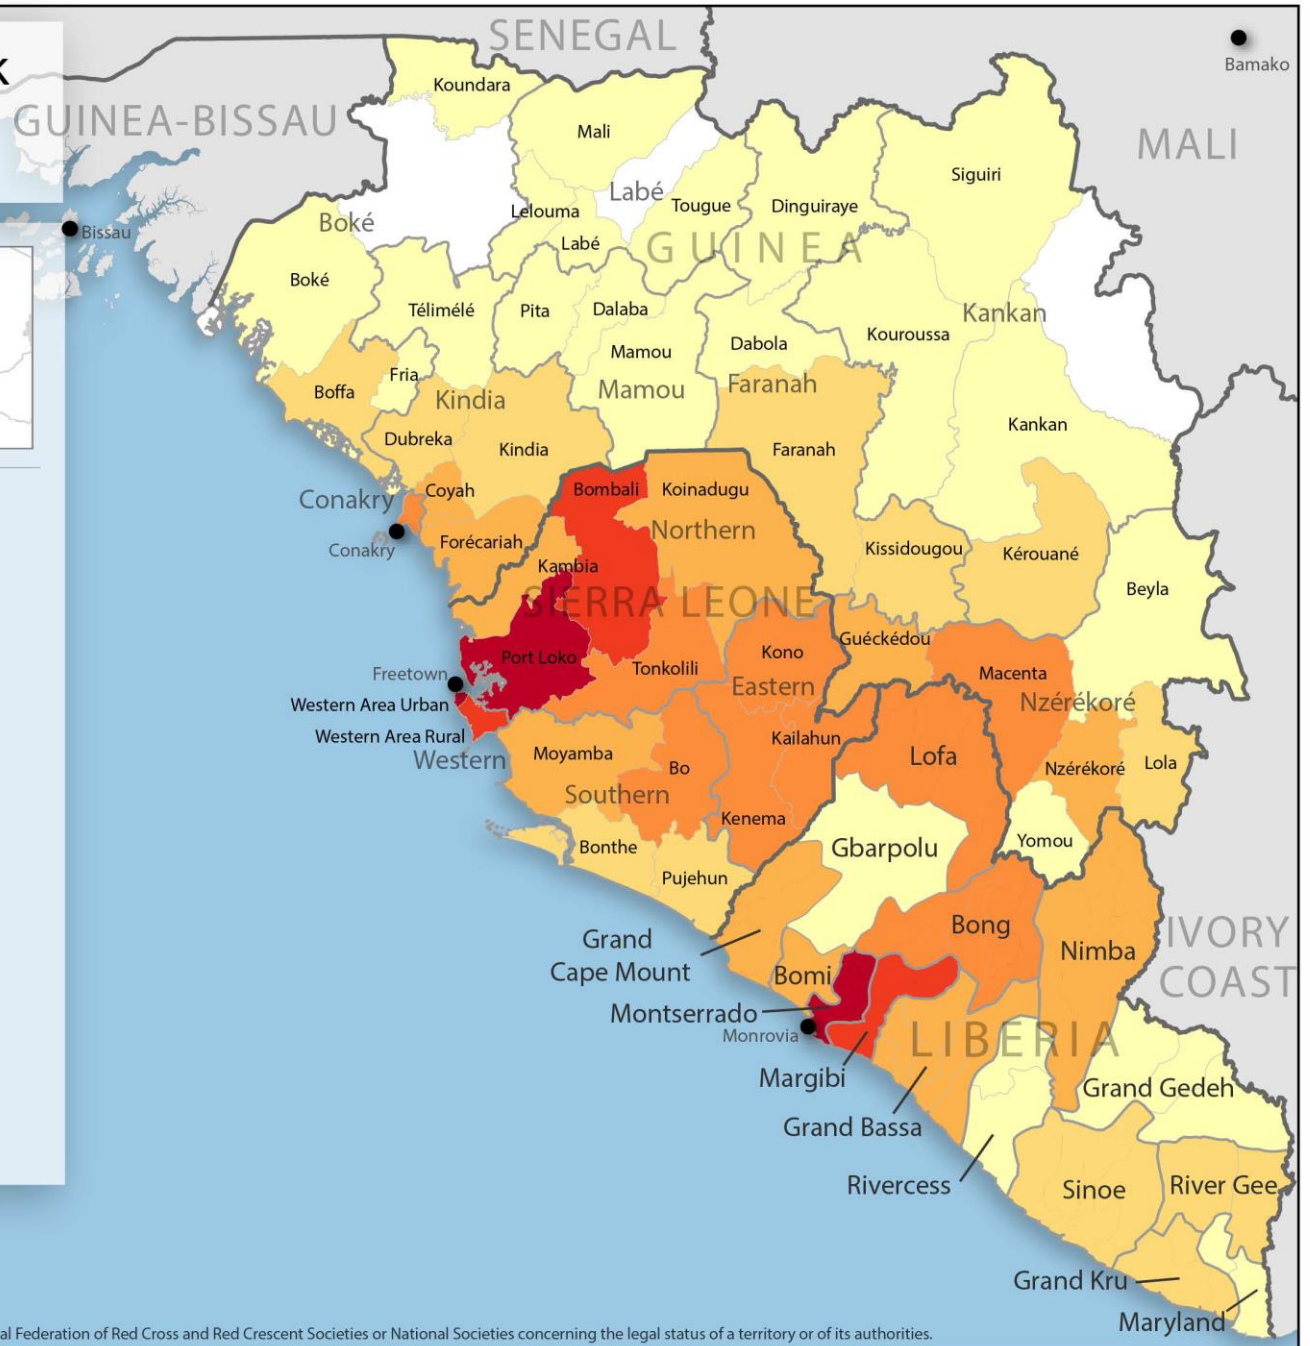 K
SENEGAL
Bamako
GUINEA-BISSAU
MALI
Koundara
Mali
Siguiri
Labé
Lelouma
Tougue
Dinguiraye
Bissau
Boké
Labé
GUINEA
Boké
Télimélé
Pita
Dalaba
Kankan
Kouroussa
Mamou
Dabola
Fria
Boffa
Kindia
Mamou
Faranah
Kankan
Dubreka
Kindia
Faranah
Conakry
Coyah
Bombali
Koinadugu
Northern
Conakry
Forécariah
Kissidougou
Kérouané
Kambia
Beyla
SIERRA LEONE
Guéckédou
Port Loko
Kono
Tonkolili
Macenta
Freetown
Eastern
Nzérékoré
Western Area Urban
Western Area Rural
Kailahun
Western
Moyamba
Lofa
Bo
Nzérékoré
Lola
Southern
Kenema
Yomou
Bonthe
Gbarpolu
Pujehun
Bong
IVORY
COAST
Grand
Cape Mount
Nimba
Bomi
Montserrado
Monrovia
LIBERIA
Margibi
Grand Gedeh
Grand Bassa
Rivercess
Sinoe
River Gee
Grand Kru
Maryland
al Federation of Red Cross and Red Crescent Societies or National Societies concerning the legal status of a territory or of its authorities.